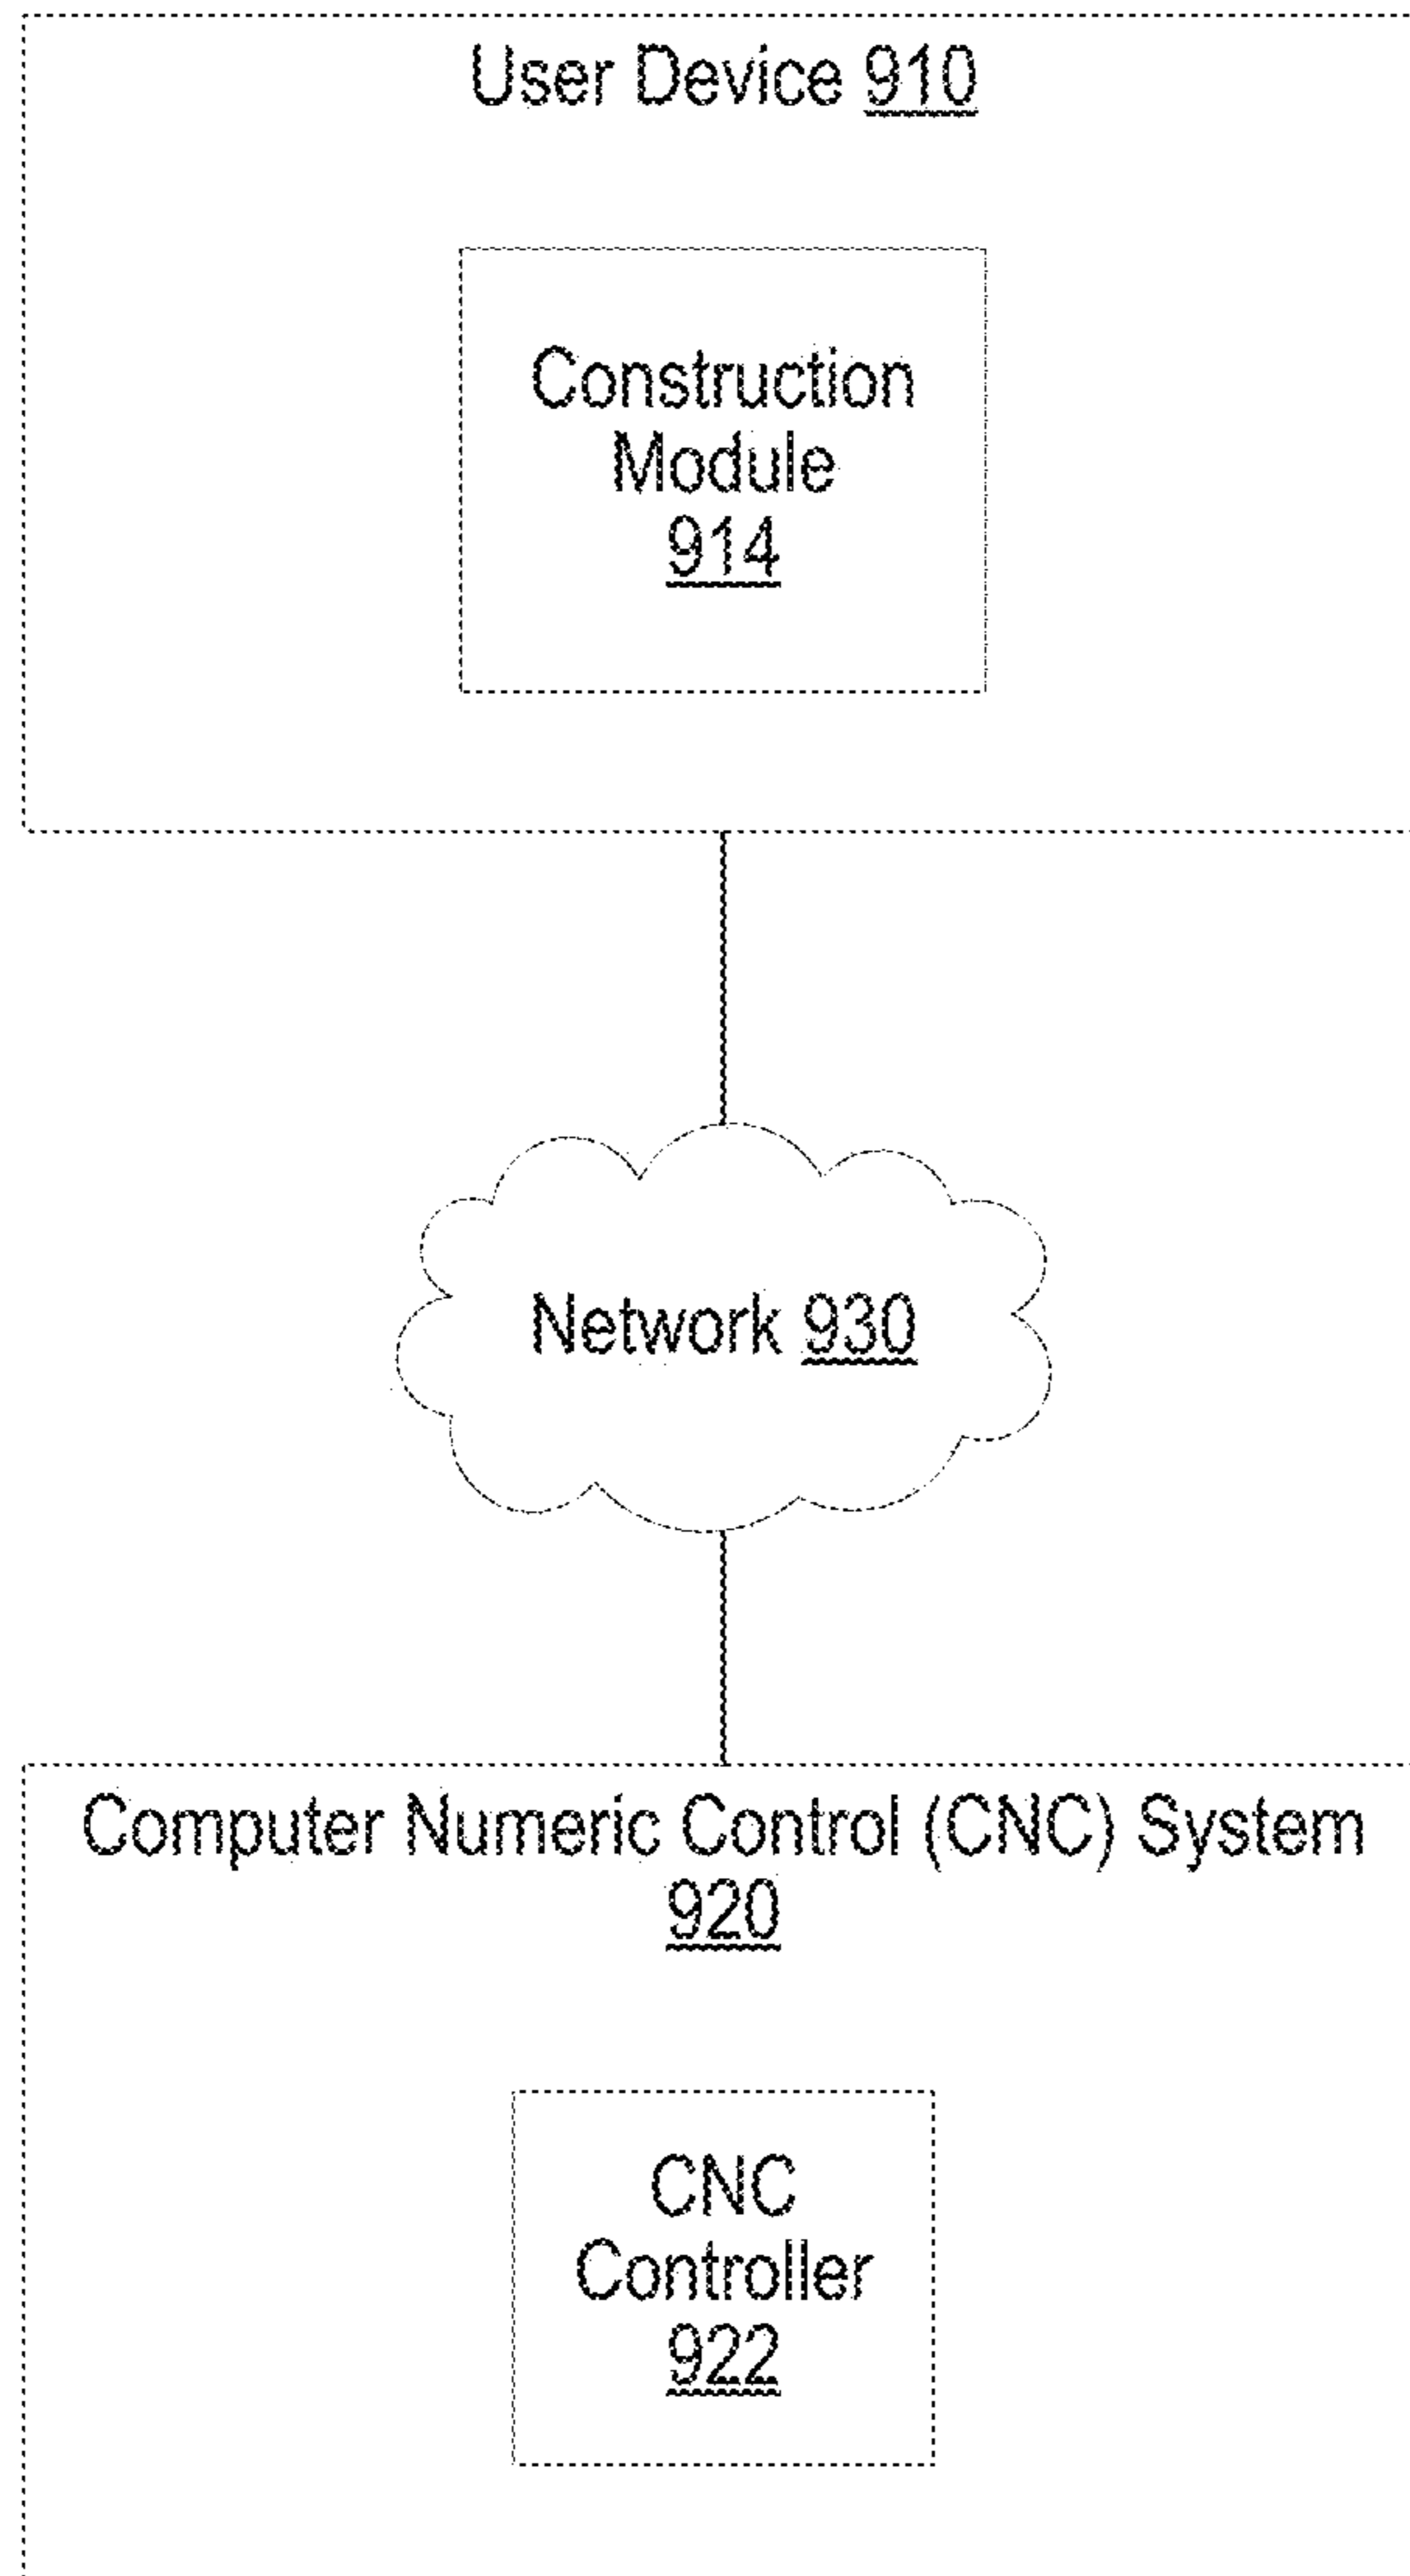 User Device 910
Construction
Module
914
Network 930
Computer Numeric Control (CNC) System
920
CNC
Controller
922